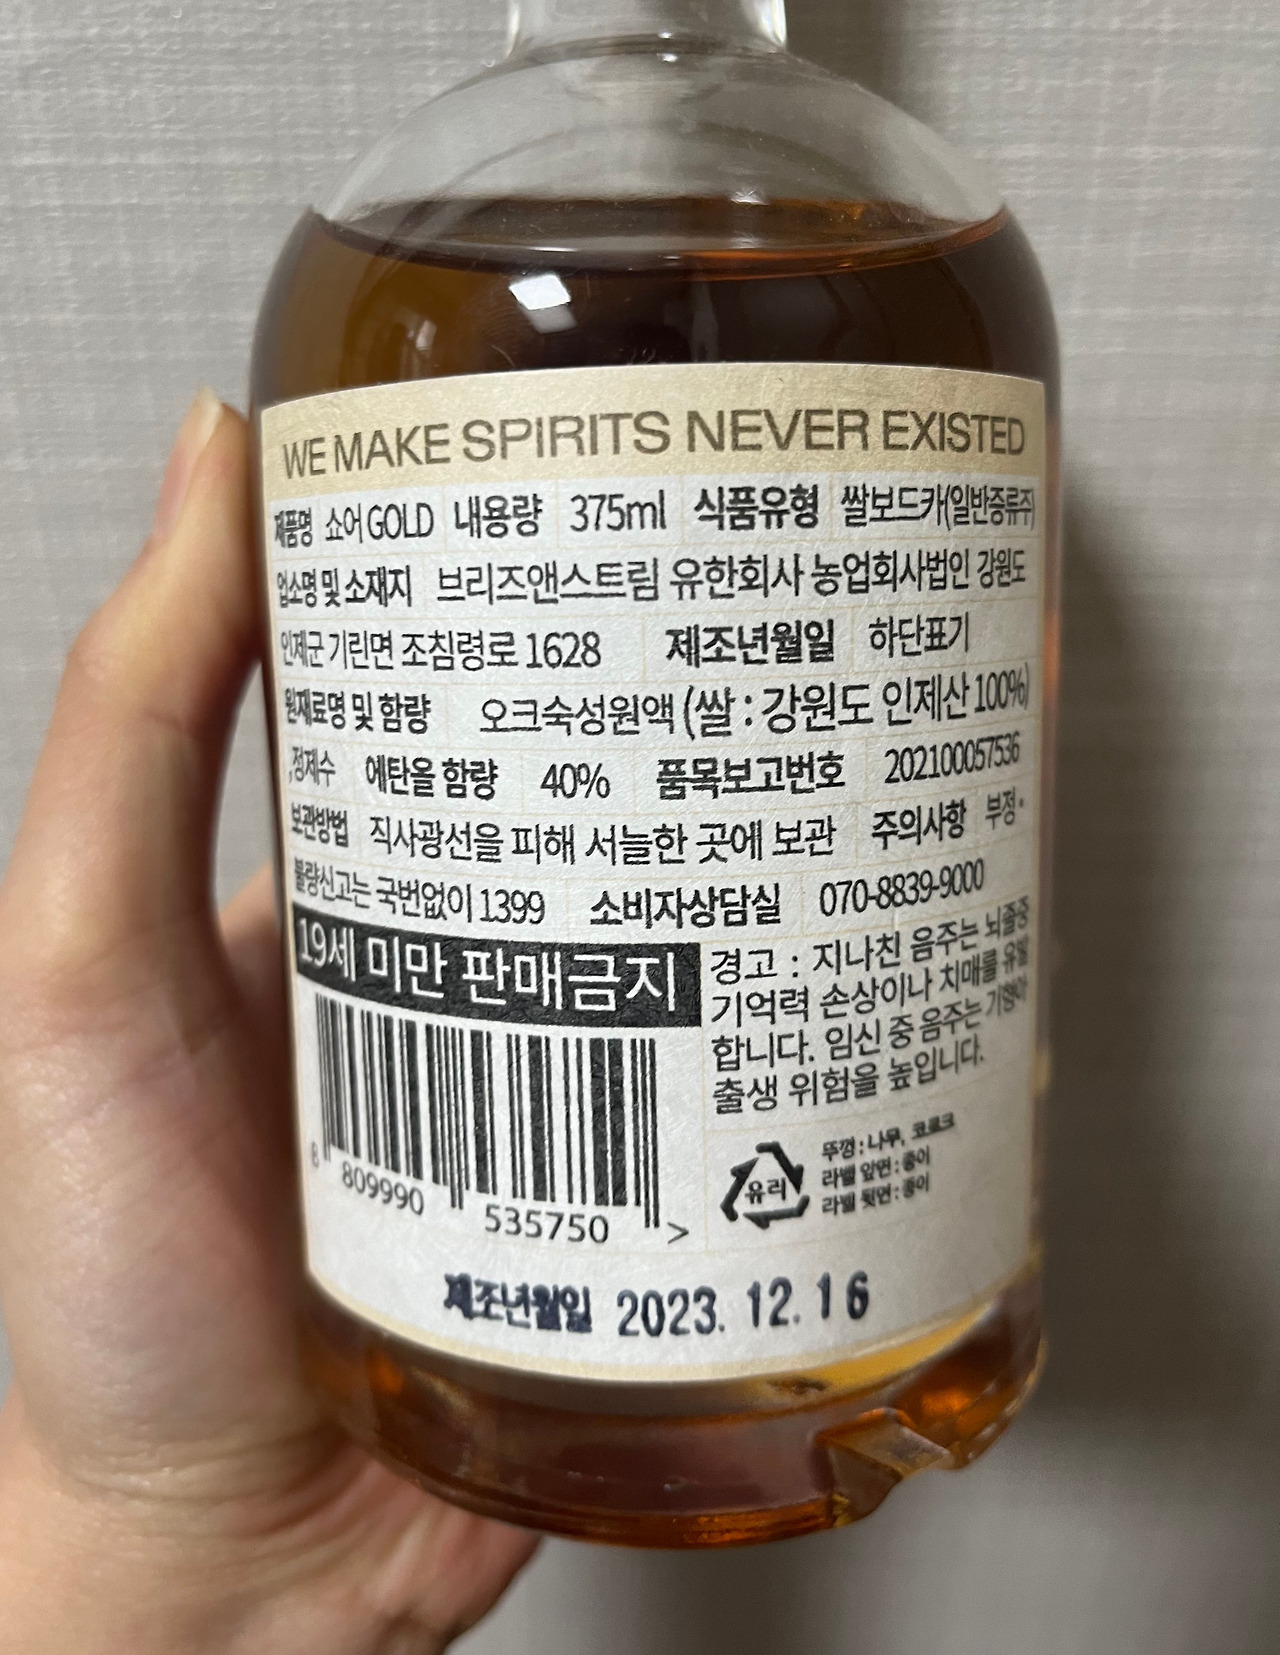 WE MAKE SPIRITS NEVER EXISTED
제품명 쇼어 GOLD 내용량 375ml 식품유형 쌀보드카(일반증류주)
업소명 및 소재지 브리즈앤스트림 유한회사 농업회사법인 강원도
인제군 기린면 조침령로 1628 제조년월일 하단표기
원재료명 및 함량 오크숙성원액 (쌀 : 강원도 인제산 100%)
,정제수 에탄올 함량 40% 품목보고번호 202100057536
보관방법 직사광선을 피해 서늘한 곳에 보관 주의사항 부정·
불량신고는 국번없이 1399 소비자상담실 070-8839-9000
19세 미만 판매금지
경고 : 지나친 음주는 뇌졸중
기억력 손상이나 치매를 유발
합니다. 임신 중 음주는 기형아
출생 위험을 높입니다.
8 809990 535750 >
유리
뚜껑 : 나무, 코르크
라벨 앞면 : 종이
라벨 뒷면 : 종이
제조년월일 2023. 12. 16